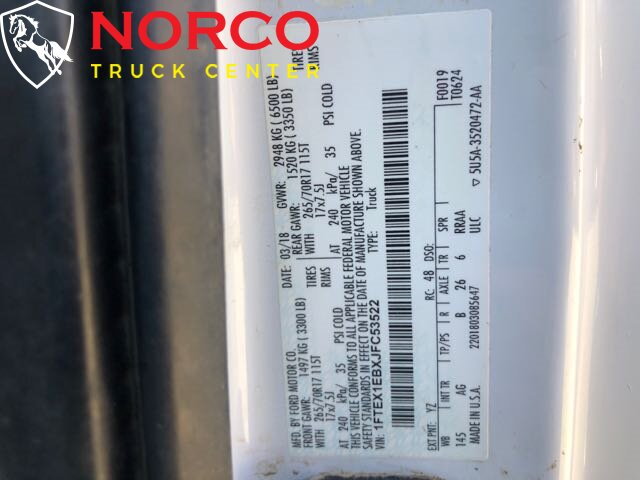 NORCO
TRUCK CENTER
MFD. BY FORD MOTOR CO.
DATE: 03/18 GVWR: 2948 KG ( 6500 LB)
FRONT GAWR: 1497 KG ( 3300 LB)
REAR GAWR: 1520 KG ( 3350 LB)
265/70R17 115T TIRES WITH 265/70R17 115T TIRES
17x7.5J RIMS 17x7.5J RIMS
AT 240 kPa/ 35 PSI COLD AT 240 kPa/ 35 PSI COLD
THIS VEHICLE CONFORMS TO ALL APPLICABLE FEDERAL MOTOR VEHICLE
SAFETY STANDARDS IN EFFECT ON THE DATE OF MANUFACTURE SHOWN ABOVE.
VIN: 1FTEX1EBXJFC53522
TYPE: Truck
F0019
T0624
EXT PNT: YZ RC: 48 DSO:
WB INT TR TP/PS R AXLE TR SPR
145 AG B 26 6 RRAA
2201803085647 ULC
MADE IN U.S.A.
▽ 5U5A-3520472-AA